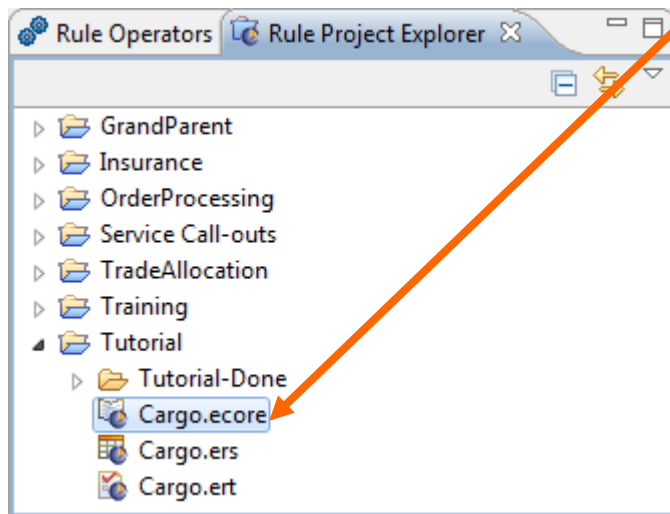 Rule Operators Rule Project Explorer
GrandParent
Insurance
OrderProcessing
Service Call-outs
TradeAllocation
Training
Tutorial
Tutorial-Done
Cargo.ecore
Cargo.ers
Cargo.ert